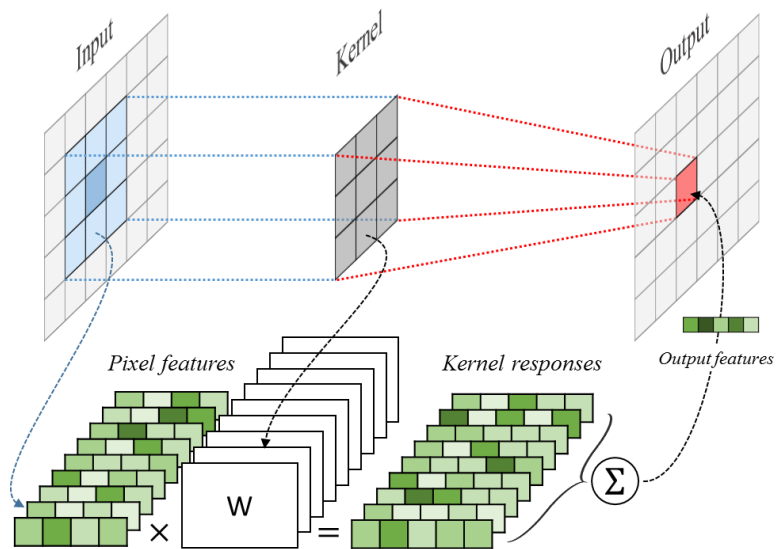 Input
Kernel
Output
Pixel features
Kernel responses
Output features
W
×
=
Σ